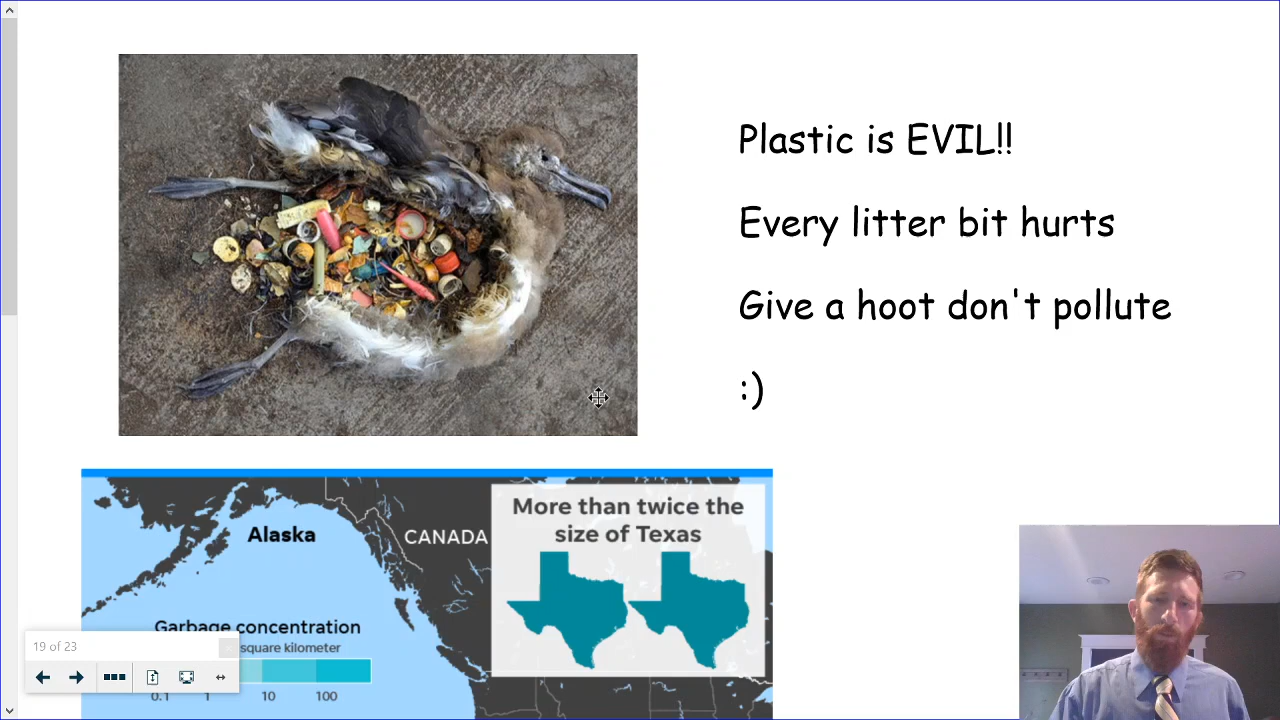 Plastic is EVIL!!
Every litter bit hurts
Give a hoot don't pollute
:)
More than twice the
size of Texas
Alaska
CANADA
Garbage concentration
square kilometer
0.1 1 10 100
19 of 23